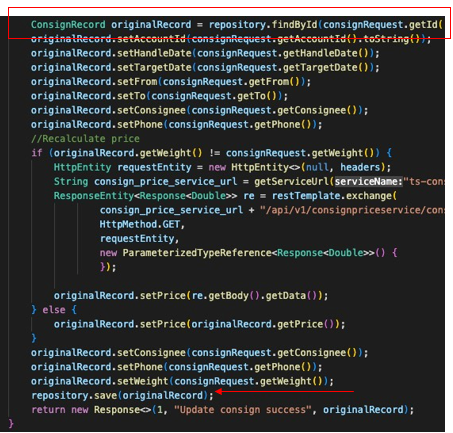 ConsignRecord originalRecord = repository.findById(consignRequest.getId(
originalRecord.setAccountId(consignRequest.getAccountId().toString());
originalRecord.setHandleDate(consignRequest.getHandleDate());
originalRecord.setTargetDate(consignRequest.getTargetDate());
originalRecord.setFrom(consignRequest.getFrom());
originalRecord.setTo(consignRequest.getTo());
originalRecord.setConsignee(consignRequest.getConsignee());
originalRecord.setPhone(consignRequest.getPhone());
//Recalculate price
if (originalRecord.getWeight() != consignRequest.getWeight()) {
HttpEntity requestEntity = new HttpEntity<>(null, headers);
String consign_price_service_url = getServiceUrl(serviceName:"ts-cons
ResponseEntity<Response<Double>> re = restTemplate.exchange(
consign_price_service_url + "/api/v1/consignpriceservice/cons
HttpMethod.GET,
requestEntity,
new ParameterizedTypeReference<Response<Double>>() {
});
originalRecord.setPrice(re.getBody().getData());
} else {
originalRecord.setPrice(originalRecord.getPrice());
}
originalRecord.setConsignee(consignRequest.getConsignee());
originalRecord.setPhone(consignRequest.getPhone());
originalRecord.setWeight(consignRequest.getWeight());
repository.save(originalRecord);
return new Response<>(1, "Update consign success", originalRecord);
}